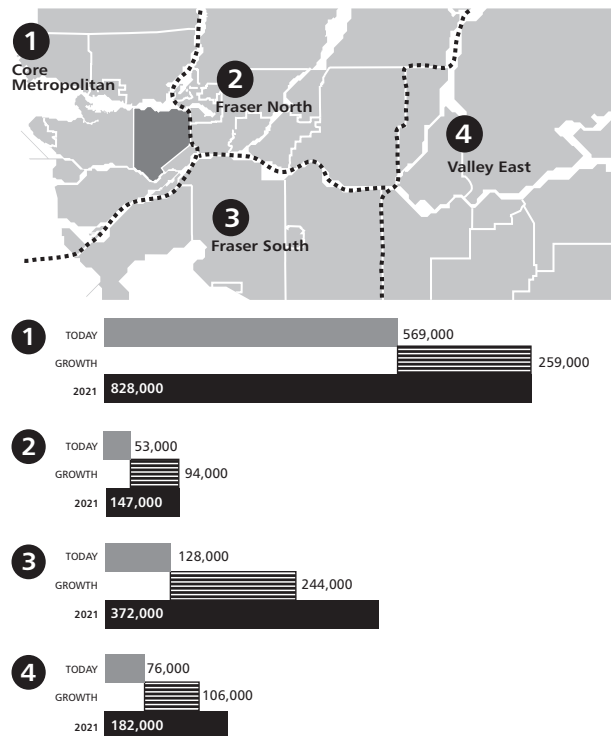 1
Core
Metropolitan
2
Fraser North
4
Valley East
3
Fraser South
1
TODAY 569,000
GROWTH 259,000
2021 828,000
2
TODAY 53,000
GROWTH 94,000
2021 147,000
3
TODAY 128,000
GROWTH 244,000
2021 372,000
4
TODAY 76,000
GROWTH 106,000
2021 182,000